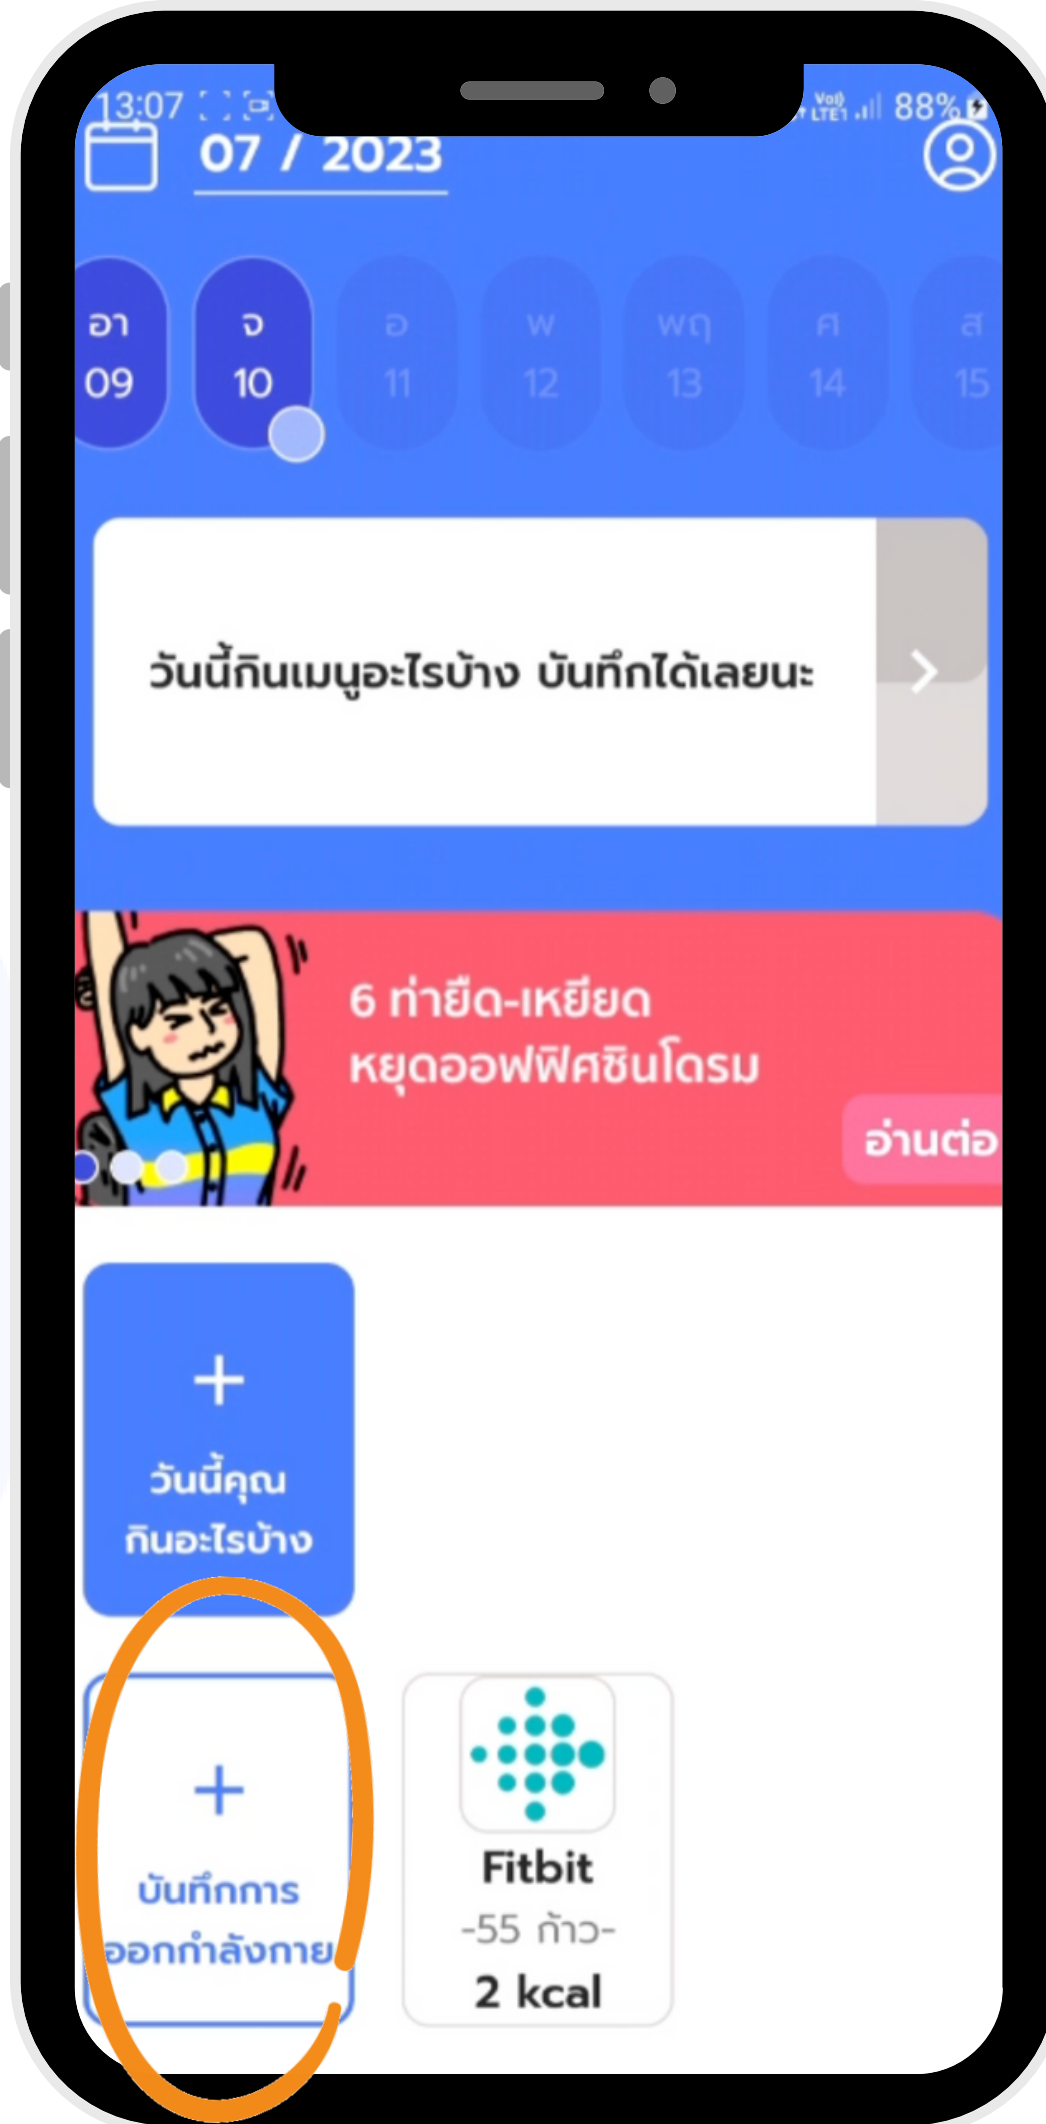 13:07
Vo)) LTE1 88%
07 / 2023
อา จ อ พ พฤ ศ ส
09 10 11 12 13 14 15
วันนี้กินเมนูอะไรบ้าง บันทึกได้เลยนะ
6 ท่ายืด-เหยียด
หยุดออฟฟิศซินโดรม
อ่านต่อ
+
วันนี้คุณ
กินอะไรบ้าง
+
บันทึกการ
ออกกำลังกาย
Fitbit
-55 ก้าว-
2 kcal